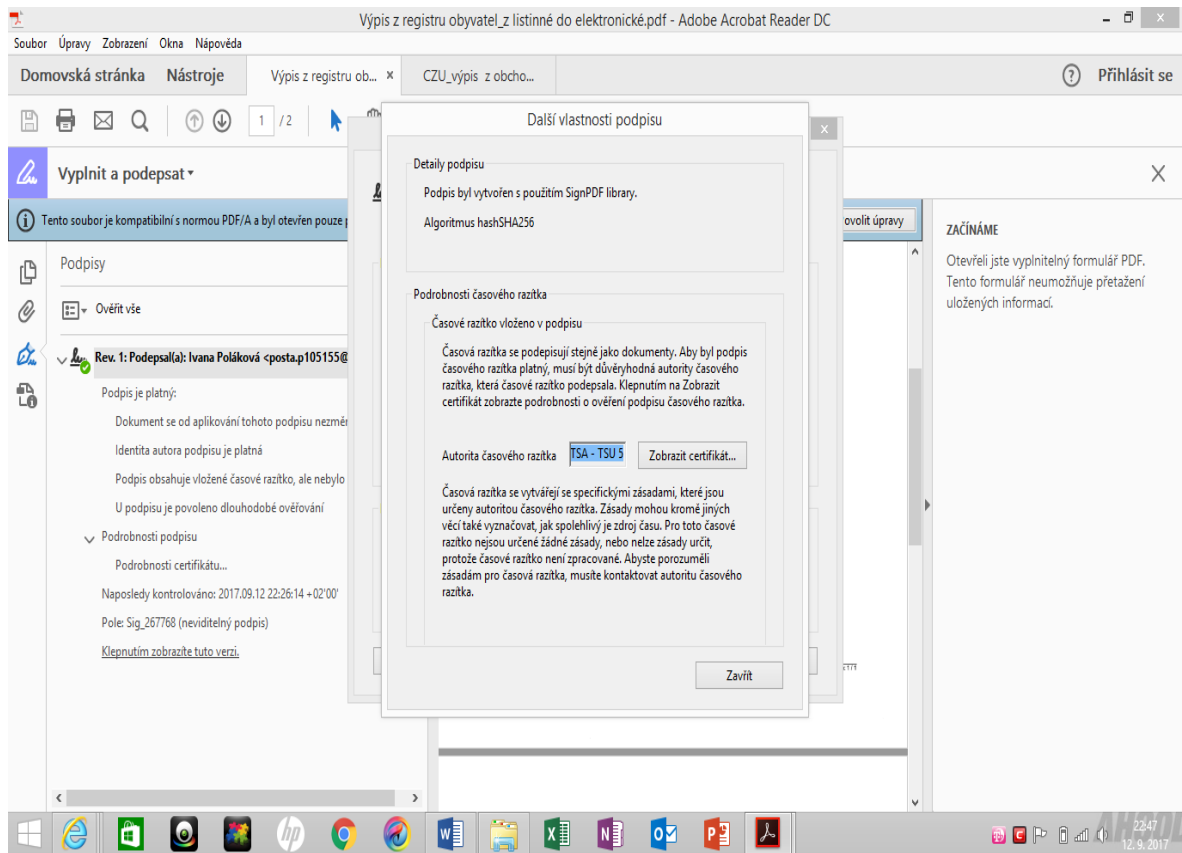 Výpis z registru obyvatel_z listinné do elektronické.pdf - Adobe Acrobat Reader DC
Soubor Úpravy Zobrazení Okna Nápověda
Domovská stránka Nástroje Výpis z registru ob... x CZU_výpis z obcho... ? Přihlásit se
1 / 2
Vyplnit a podepsat
Tento soubor je kompatibilní s normou PDF/A a byl otevřen pouze
ovolit úpravy
Podpisy
Ověřit vše
Rev. 1: Podepsal(a): Ivana Poláková <posta.p105155@
Podpis je platný:
Dokument se od aplikování tohoto podpisu nezměn
Identita autora podpisu je platná
Podpis obsahuje vložené časové razítko, ale nebylo
U podpisu je povoleno dlouhodobé ověřování
Podrobnosti podpisu
Podrobnosti certifikátu...
Naposledy kontrolováno: 2017.09.12 22:26:14 +02'00'
Pole: Sig_267768 (neviditelný podpis)
Klepnutím zobrazíte tuto verzi.
Další vlastnosti podpisu
Detaily podpisu
Podpis byl vytvořen s použitím SignPDF library.
Algoritmus hashSHA256
Podrobnosti časového razítka
Časové razítko vloženo v podpisu
Časová razítka se podepisují stejně jako dokumenty. Aby byl podpis
časového razítka platný, musí být důvěryhodná autority časového
razítka, která časové razítko podepsala. Klepnutím na Zobrazit
certifikát zobrazte podrobnosti o ověření podpisu časového razítka.
Autorita časového razítka TSA - TSU 5 Zobrazit certifikát...
Časová razítka se vytvářejí se specifickými zásadami, které jsou
určeny autoritou časového razítka. Zásady mohou kromě jiných
věcí také vyznačovat, jak spolehlivý je zdroj času. Pro toto časové
razítko nejsou určené žádné zásady, nebo nelze zásady určit,
protože časové razítko není zpracované. Abyste porozuměli
zásadám pro časová razítka, musíte kontaktovat autoritu časového
razítka.
Zavřít
ZAČÍNÁME
Otevřeli jste vyplnitelný formulář PDF.
Tento formulář neumožňuje přetažení
uložených informací.
22:47
12. 9. 2017